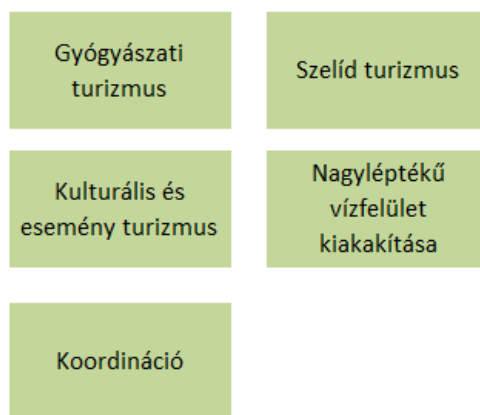 Gyógyászati
turizmus
Szelíd turizmus
Kulturális és
esemény turizmus
Nagyléptékű
vízfelület
kiakakítása
Koordináció